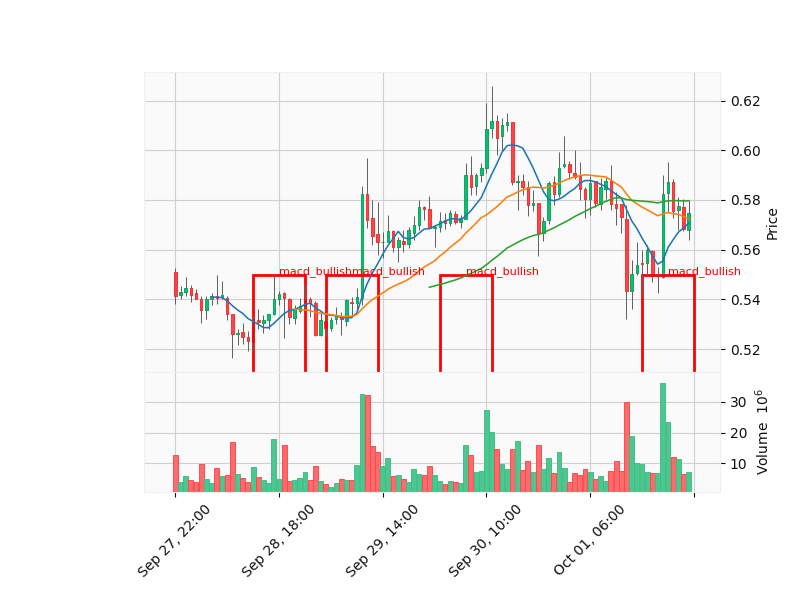 0.62
0.60
0.58
0.56
0.54
0.52
Price
macd_bullish
macd_bullish
macd_bullish
macd_bullish
30
20
10
Volume 10^6
Sep 27, 22:00
Sep 28, 18:00
Sep 29, 14:00
Sep 30, 10:00
Oct 01, 06:00